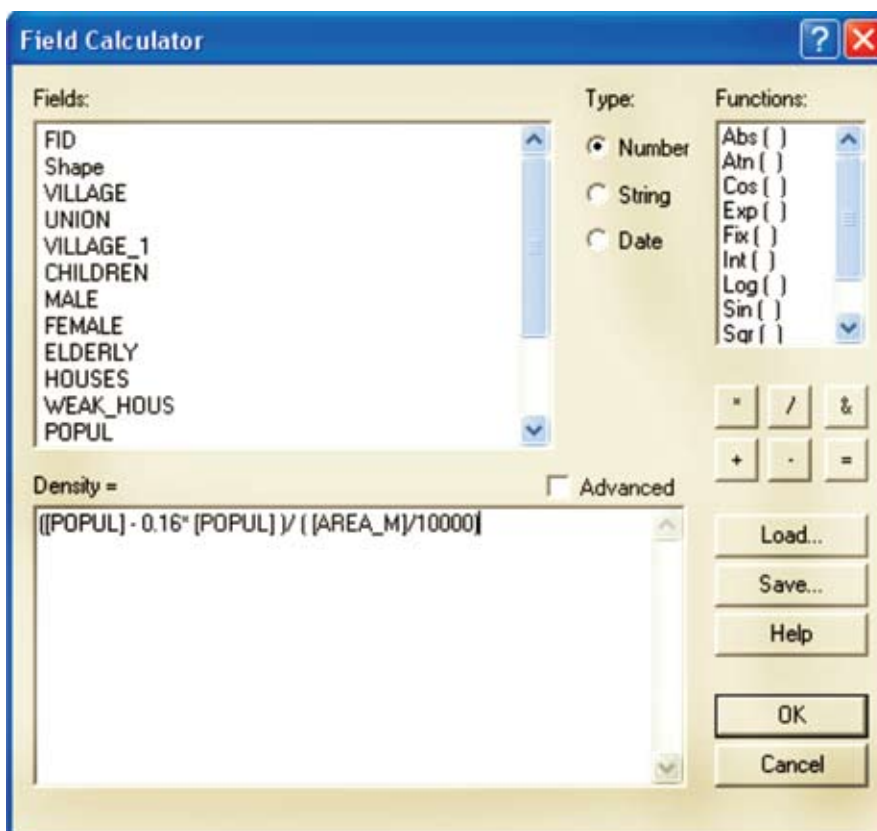 Field Calculator
Fields:
Type:
Functions:
FID
Shape
VILLAGE
UNION
VILLAGE_1
CHILDREN
MALE
FEMALE
ELDERLY
HOUSES
WEAK_HOUS
POPUL
Number
String
Date
Abs ( )
Atn ( )
Cos ( )
Exp ( )
Fix ( )
Int ( )
Log ( )
Sin ( )
Sqr ( )
* / &
+ - =
Density =
Advanced
([POPUL] - 0.16* [POPUL] )/ ( [AREA_M]/10000)
Load...
Save...
Help
OK
Cancel